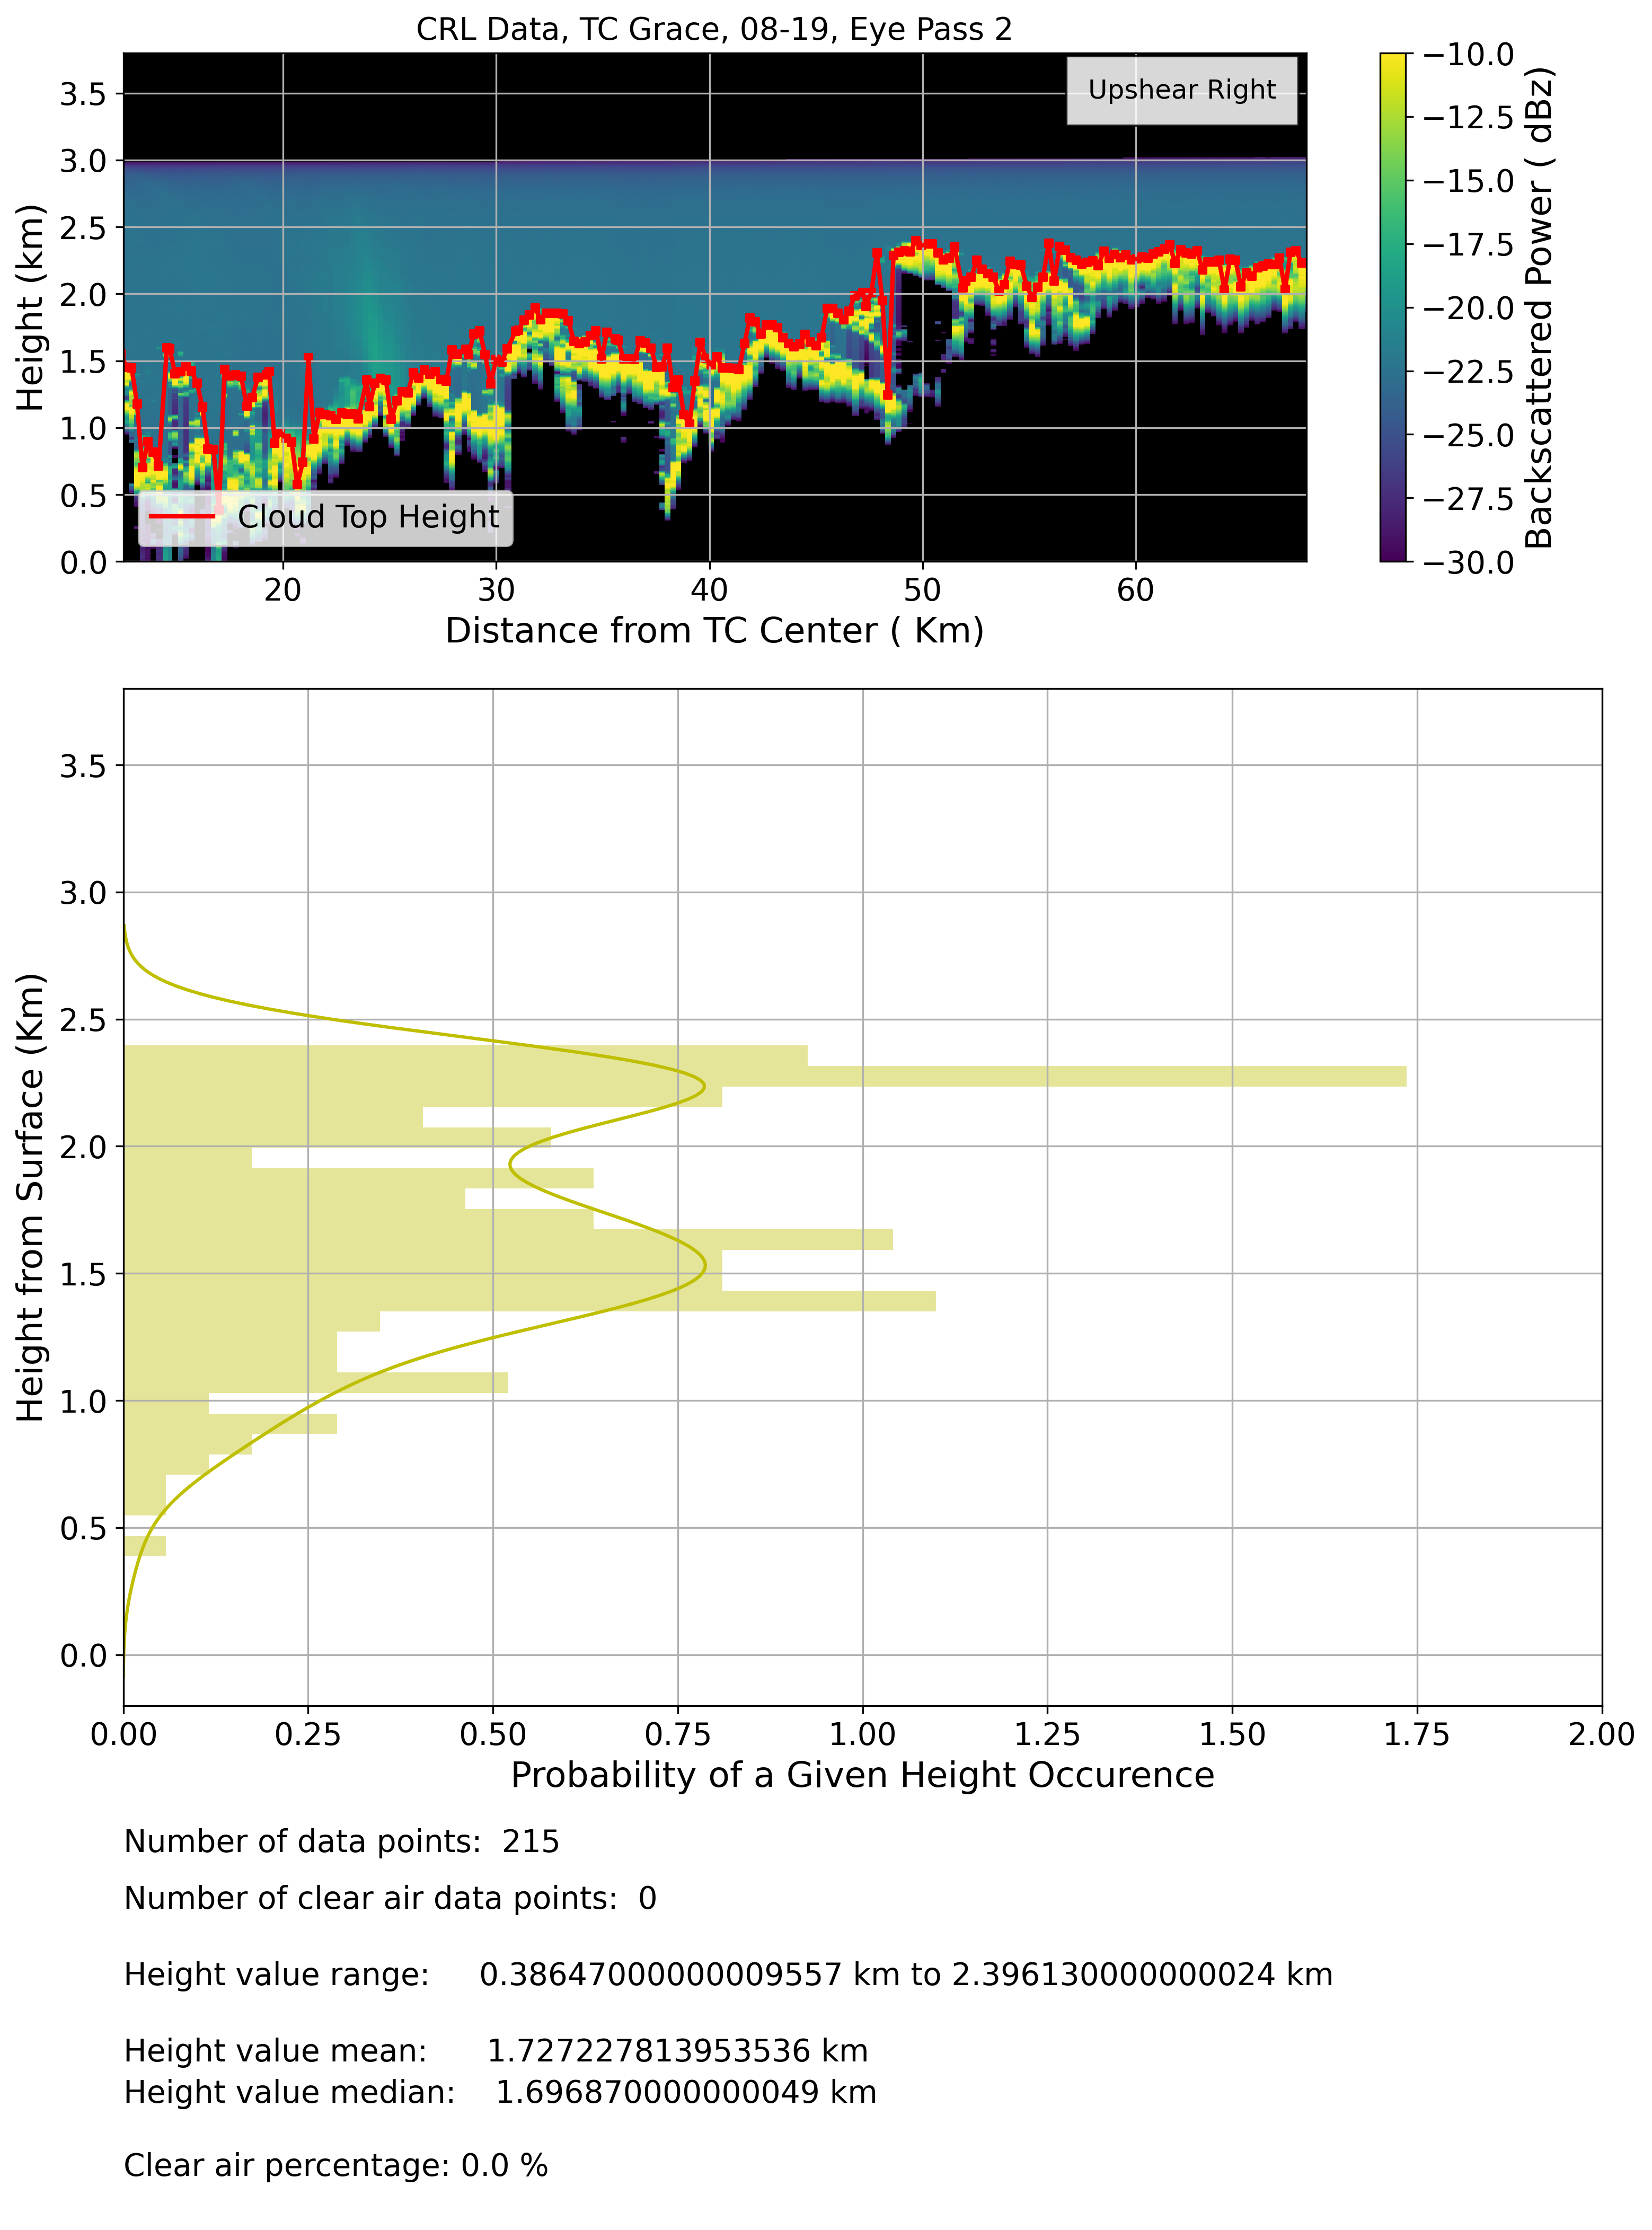 CRL Data, TC Grace, 08-19, Eye Pass 2
Upshear Right
3.5
3.0
2.5
2.0
1.5
1.0
0.5
0.0
Height (km)
Cloud Top Height
20 30 40 50 60
Distance from TC Center ( Km)
−10.0
−12.5
−15.0
−17.5
−20.0
−22.5
−25.0
−27.5
−30.0
Backscattered Power ( dBz)
3.5
3.0
2.5
2.0
1.5
1.0
0.5
0.0
Height from Surface (Km)
0.00 0.25 0.50 0.75 1.00 1.25 1.50 1.75 2.00
Probability of a Given Height Occurence
Number of data points: 215
Number of clear air data points: 0
Height value range: 0.38647000000009557 km to 2.396130000000024 km
Height value mean: 1.727227813953536 km
Height value median: 1.696870000000049 km
Clear air percentage: 0.0 %